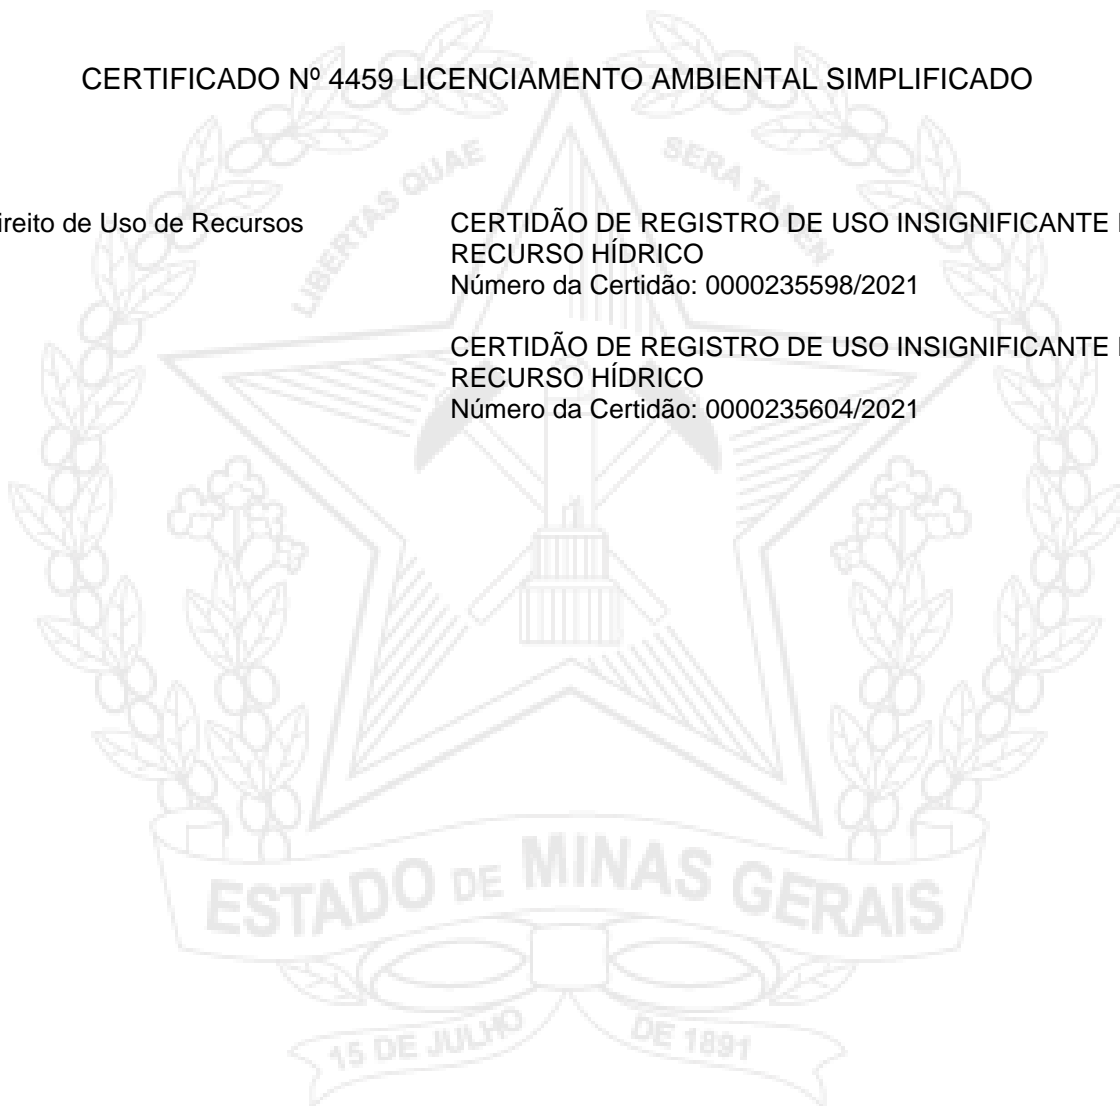 CERTIFICADO Nº 4459 LICENCIAMENTO AMBIENTAL SIMPLIFICADO
LIBERTAS QUAE SERA TAMEN
ireito de Uso de Recursos
CERTIDÃO DE REGISTRO DE USO INSIGNIFICANTE
RECURSO HÍDRICO
Número da Certidão: 0000235598/2021
CERTIDÃO DE REGISTRO DE USO INSIGNIFICANTE
RECURSO HÍDRICO
Número da Certidão: 0000235604/2021
ESTADO DE MINAS GERAIS
15 DE JULHO DE 1891